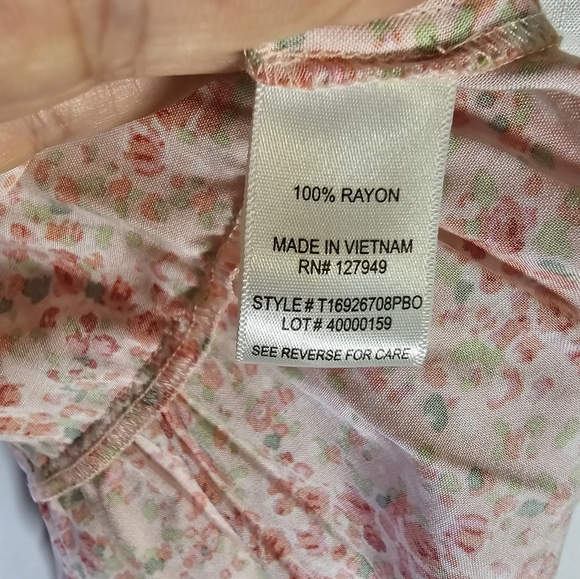 100% RAYON
MADE IN VIETNAM
RN# 127949
STYLE# T16926708PBO
LOT# 40000159
SEE REVERSE FOR CARE